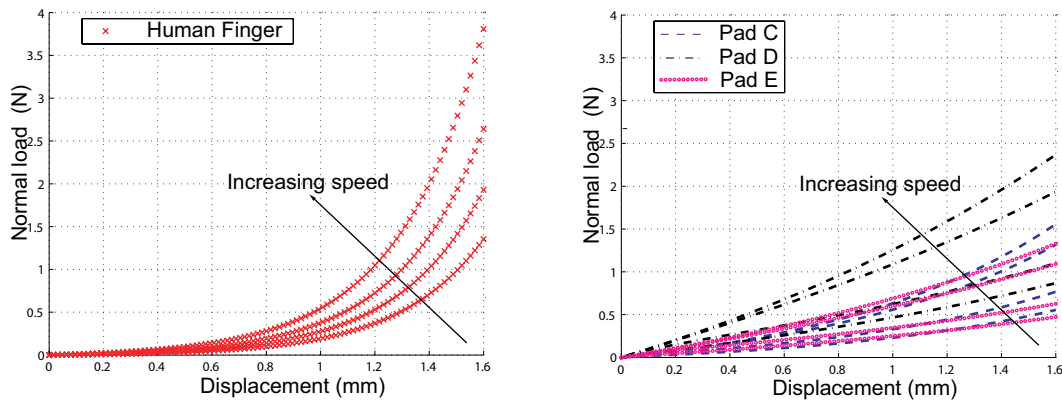 Human Finger
Normal load (N)
4
3.5
3
2.5
2
1.5
1
0.5
0
Increasing speed
0 0.2 0.4 0.6 0.8 1.0 1.2 1.4 1.6
Displacement (mm)
Pad C
Pad D
Pad E
Normal load (N)
4
3.5
3
2.5
2
1.5
1
0.5
0
Increasing speed
0 0.2 0.4 0.6 0.8 1 1.2 1.4 1.6
Displacement (mm)